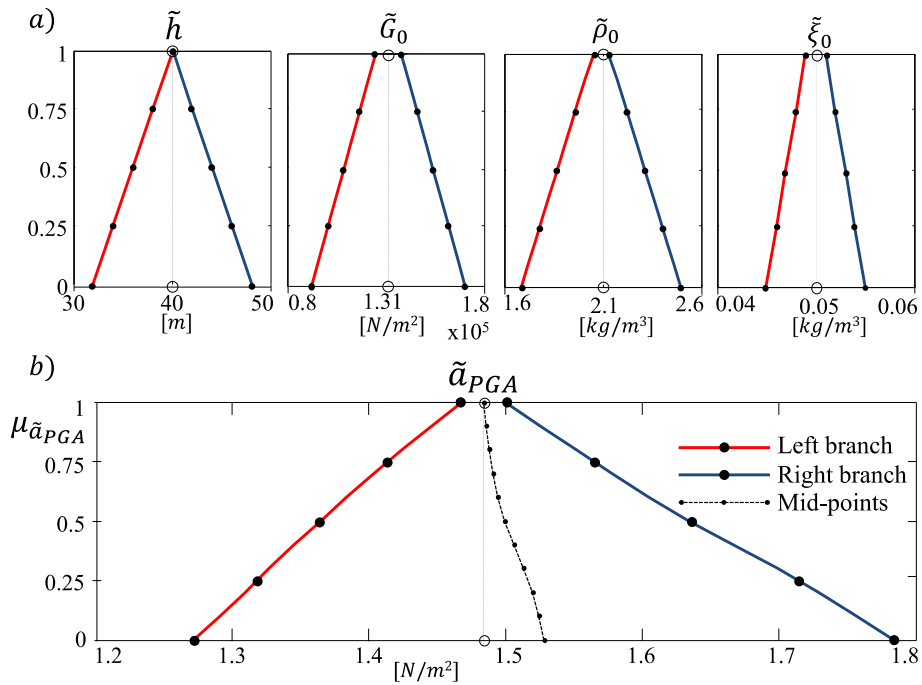 a)
h̃ G̃₀ ρ̃₀ ξ̃₀
1
0.75
0.5
0.25
0
30 40 50
[m]
0.8 1.31 1.8
[N/m²] x10⁵
1.6 2.1 2.6
[kg/m³]
0.04 0.05 0.06
[kg/m³]
b)
ã_PGA
μ_ã_PGA
1
0.75
0.5
0.25
0
Left branch
Right branch
Mid-points
1.2 1.3 1.4 1.5 1.6 1.7 1.8
[N/m²]